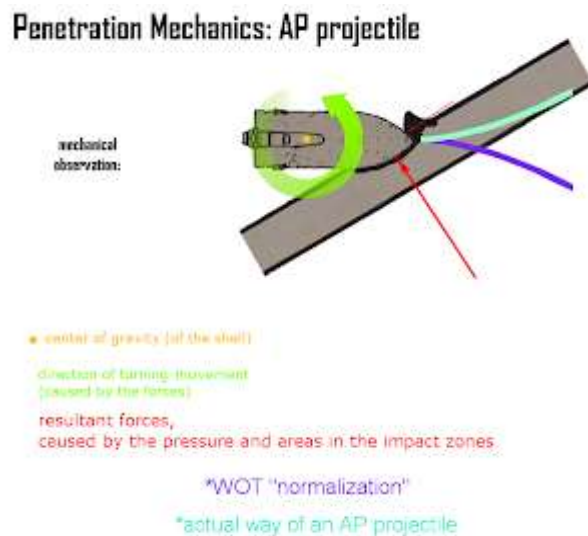 Penetration Mechanics: AP projectile
mechanical
observation:
center of gravity (of the shell)
direction of turning-movement
(caused by the forces)
resultant forces,
caused by the pressure and areas in the impact zones
*WOT "normalization"
*actual way of an AP projectile